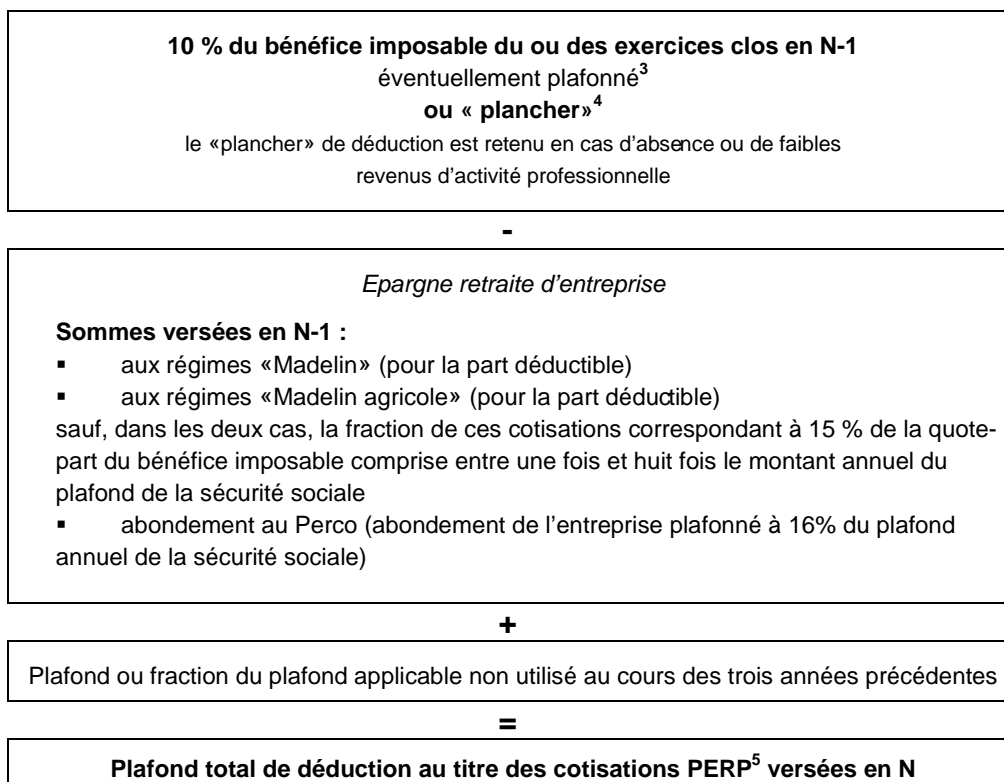 10 % du bénéfice imposable du ou des exercices clos en N-1
éventuellement plafonné³
ou « plancher»⁴
le «plancher» de déduction est retenu en cas d’absence ou de faibles
revenus d’activité professionnelle
-
Epargne retraite d’entreprise
Sommes versées en N-1 :
▪ aux régimes «Madelin» (pour la part déductible)
▪ aux régimes «Madelin agricole» (pour la part déductible)
sauf, dans les deux cas, la fraction de ces cotisations correspondant à 15 % de la quote-
part du bénéfice imposable comprise entre une fois et huit fois le montant annuel du
plafond de la sécurité sociale
▪ abondement au Perco (abondement de l’entreprise plafonné à 16% du plafond
annuel de la sécurité sociale)
+
Plafond ou fraction du plafond applicable non utilisé au cours des trois années précédentes
=
Plafond total de déduction au titre des cotisations PERP⁵ versées en N